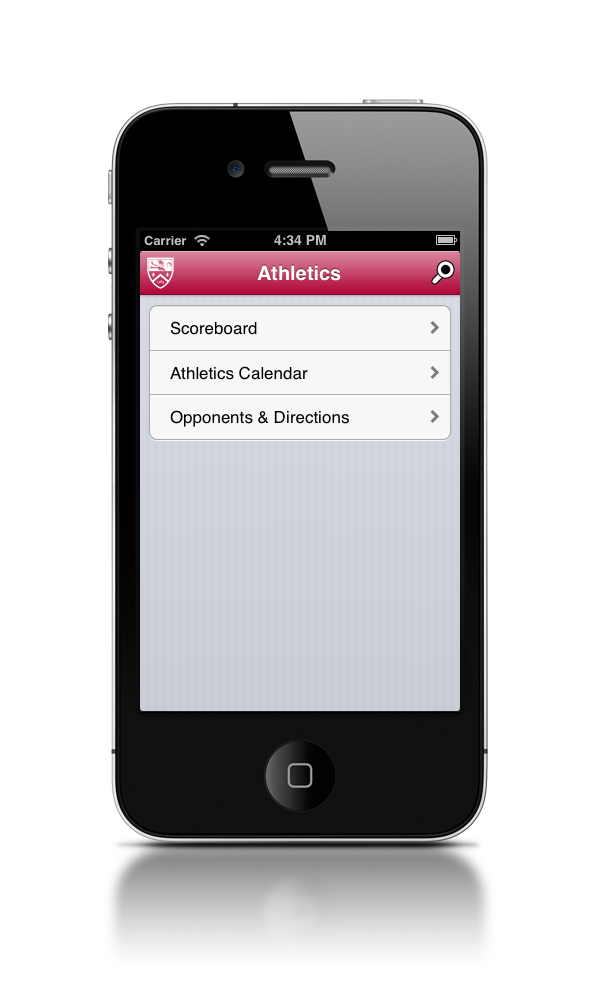 Carrier 4:34 PM
Athletics
Scoreboard
Athletics Calendar
Opponents & Directions